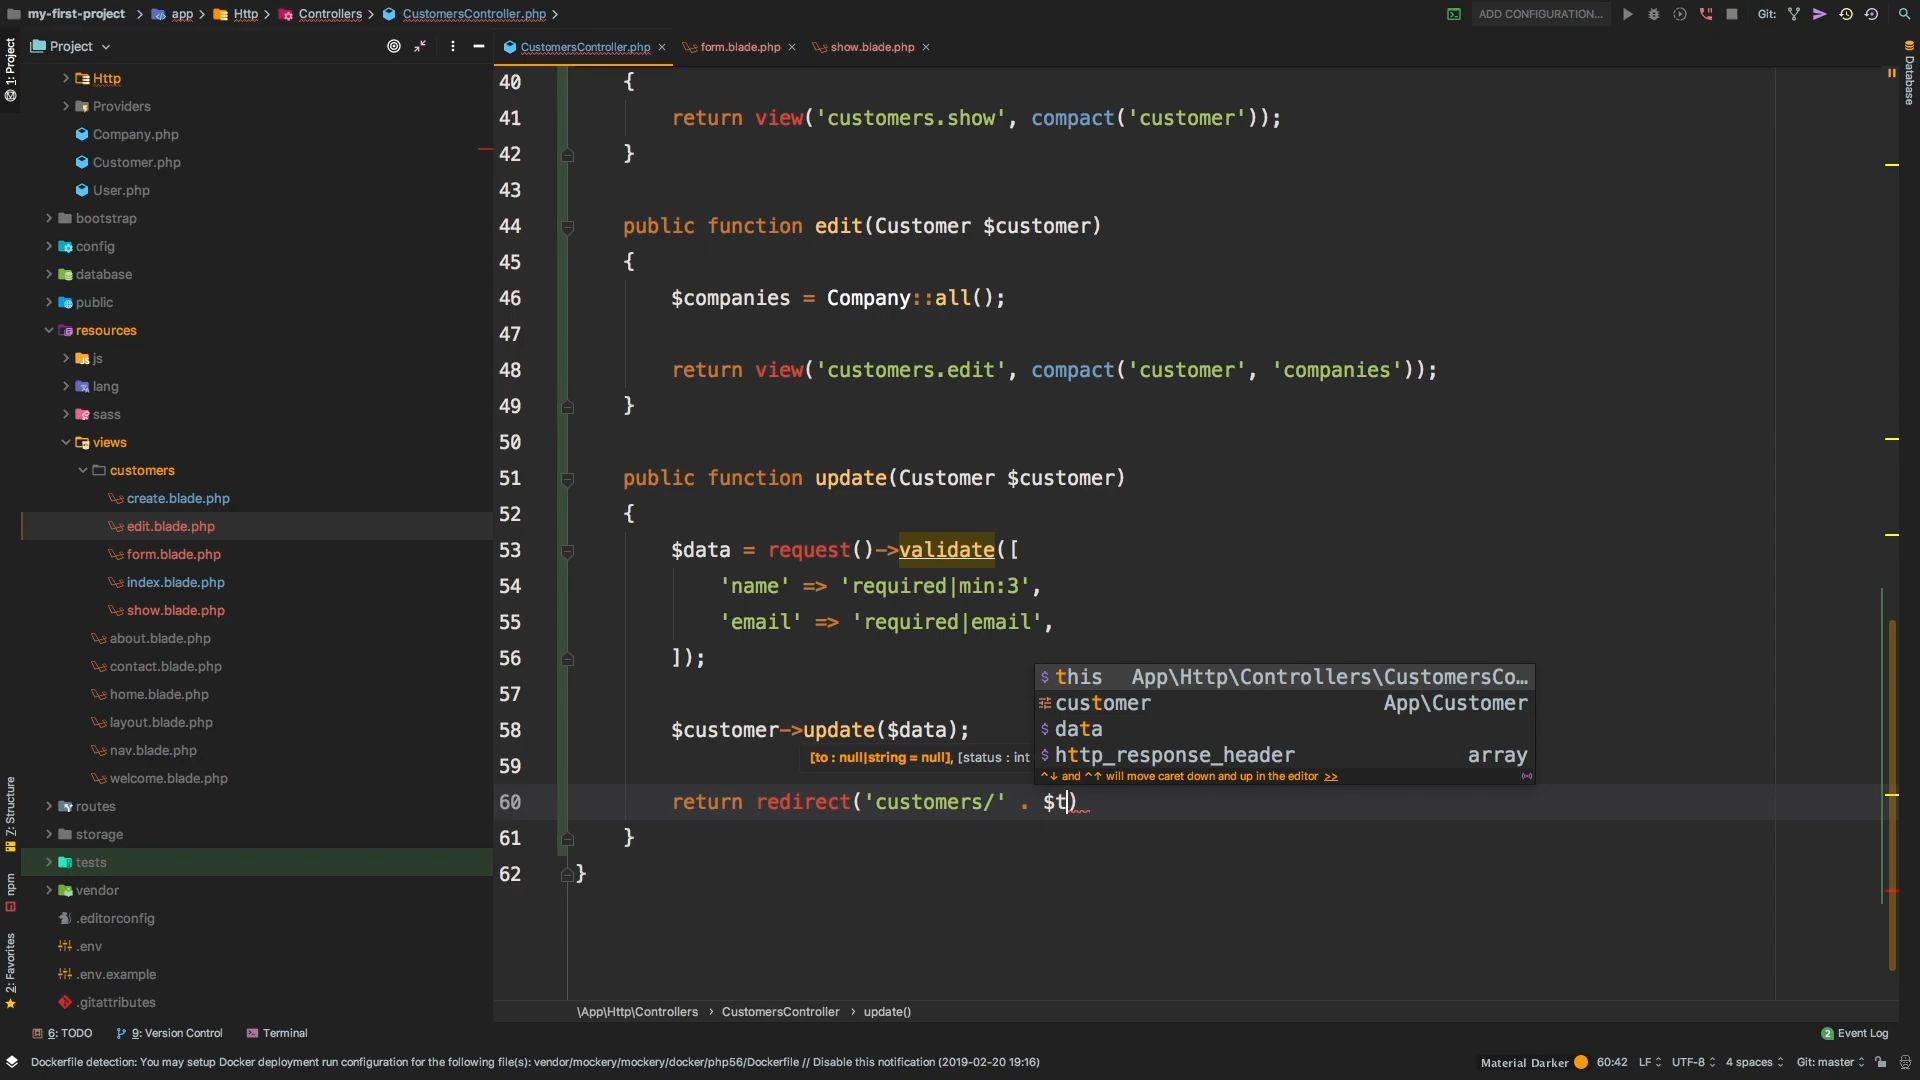 my-first-project app Http Controllers CustomersController.php
ADD CONFIGURATION... Git:
1: Project
Project
CustomersController.php form.blade.php show.blade.php
Database
Http
Providers
Company.php
Customer.php
User.php
bootstrap
config
database
public
resources
js
lang
sass
views
customers
create.blade.php
edit.blade.php
form.blade.php
index.blade.php
show.blade.php
about.blade.php
contact.blade.php
home.blade.php
layout.blade.php
nav.blade.php
welcome.blade.php
routes
storage
tests
vendor
.editorconfig
.env
.env.example
.gitattributes
Z: Structure
npm
2: Favorites
40 {
41 return view('customers.show', compact('customer'));
42 }
43
44 public function edit(Customer $customer)
45 {
46 $companies = Company::all();
47
48 return view('customers.edit', compact('customer', 'companies'));
49 }
50
51 public function update(Customer $customer)
52 {
53 $data = request()->validate([
54 'name' => 'required|min:3',
55 'email' => 'required|email',
56 ]);
57
58 $customer->update($data);
59
60 return redirect('customers/' . $t)
61 }
62 }
this App\Http\Controllers\CustomersCo…
customer App\Customer
data
http_response_header array
^↓ and ^↑ will move caret down and up in the editor >>
[to : null|string = null], [status : int
\App\Http\Controllers › CustomersController › update()
6: TODO 9: Version Control Terminal 2 Event Log
Dockerfile detection: You may setup Docker deployment run configuration for the following file(s): vendor/mockery/mockery/docker/php56/Dockerfile // Disable this notification (2019-02-20 19:16)
Material Darker 60:42 LF UTF-8 4 spaces Git: master